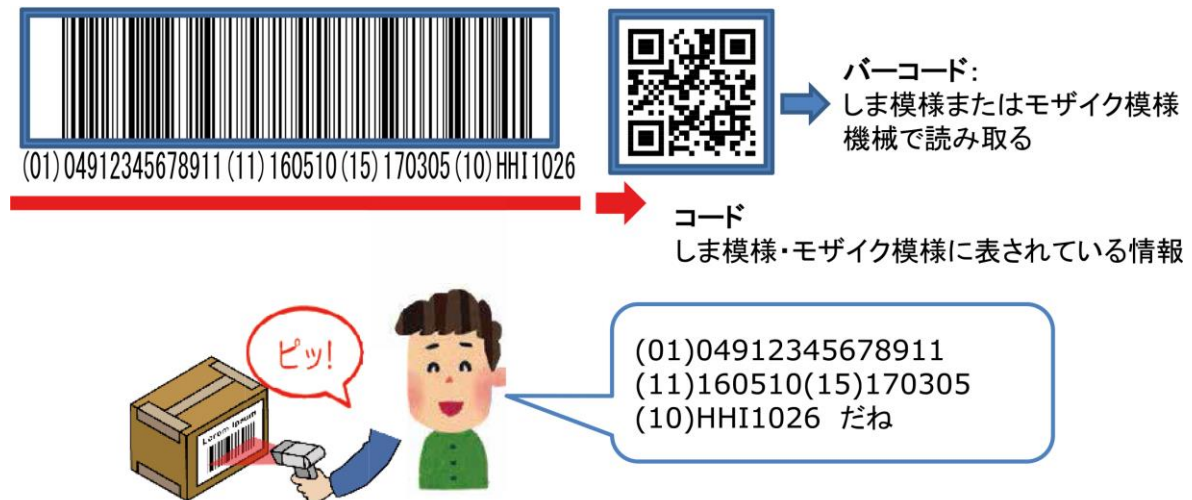 (01)04912345678911(11)160510(15)170305(10)HHI1026
バーコード:
しま模様またはモザイク模様
機械で読み取る
コード
しま模様・モザイク模様に表されている情報
ピッ!
Lorem Ipsum
(01)04912345678911
(11)160510(15)170305
(10)HHI1026 だね